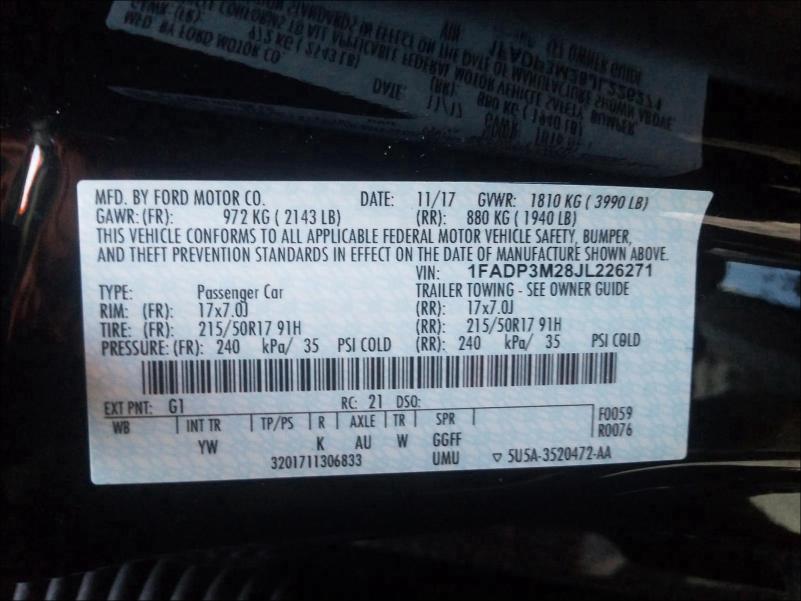 MFD. BY FORD MOTOR CO. DATE: 11/17 GVWR: 1810 KG ( 3990 LB)
GAWR: (FR): 972 KG ( 2143 LB) (RR): 880 KG ( 1940 LB)
THIS VEHICLE CONFORMS TO ALL APPLICABLE FEDERAL MOTOR VEHICLE SAFETY, BUMPER,
AND THEFT PREVENTION STANDARDS IN EFFECT ON THE DATE OF MANUFACTURE SHOWN ABOVE.
VIN: 1FADP3M28JL226271
TYPE: Passenger Car TRAILER TOWING - SEE OWNER GUIDE
RIM: (FR): 17x7.0J (RR): 17x7.0J
TIRE: (FR): 215/50R17 91H (RR): 215/50R17 91H
PRESSURE: (FR): 240 kPa/ 35 PSI COLD (RR): 240 kPa/ 35 PSI COLD
EXT PNT: G1 RC: 21 DSO:
WB INT TR TP/PS R AXLE TR SPR F0059
YW K AU W GGFF R0076
3201711306833 UMU ▽ 5U5A-3520472-AA